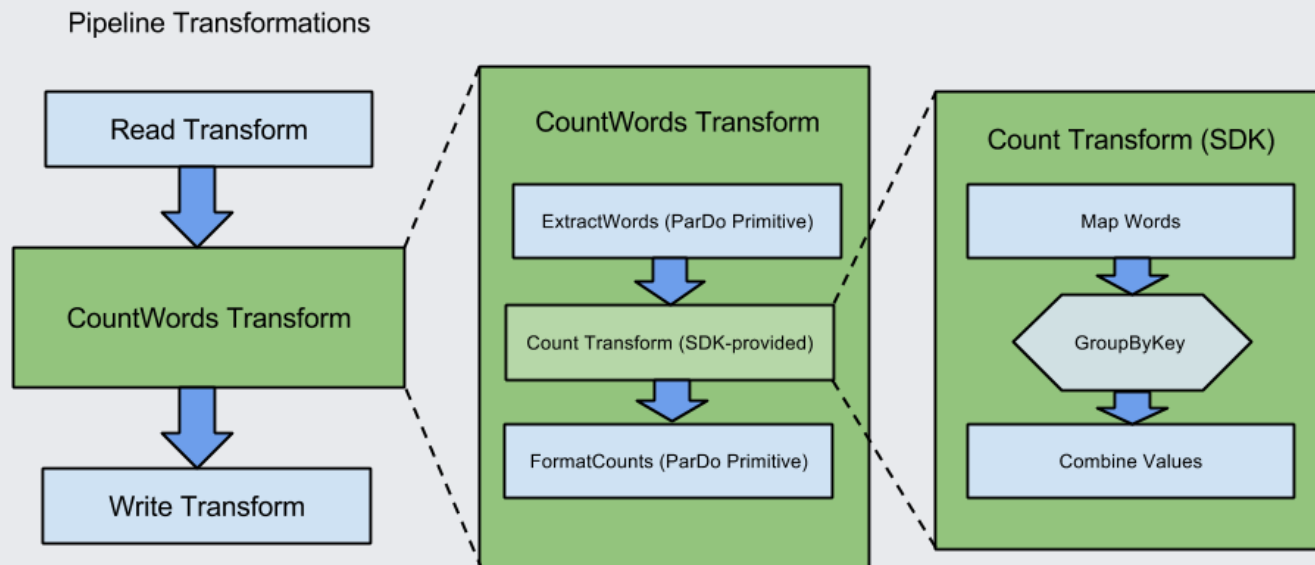 Pipeline Transformations
Read Transform
CountWords Transform
Write Transform
CountWords Transform
ExtractWords (ParDo Primitive)
Count Transform (SDK-provided)
FormatCounts (ParDo Primitive)
Count Transform (SDK)
Map Words
GroupByKey
Combine Values